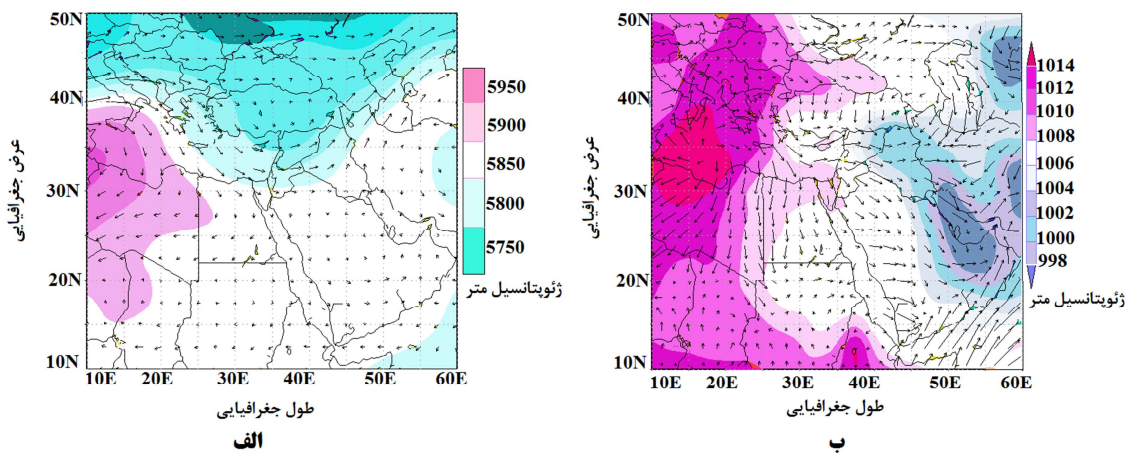 50N
40N
30N
20N
10N
عرض جغرافیایی
10E 20E 30E 40E 50E 60E
طول جغرافیایی
الف
5950
5900
5850
5800
5750
ژئوپتانسیل متر
50N
40N
30N
20N
10N
عرض جغرافیایی
10E 20E 30E 40E 50E 60E
طول جغرافیایی
ب
1014
1012
1010
1008
1006
1004
1002
1000
998
ژئوپتانسیل متر